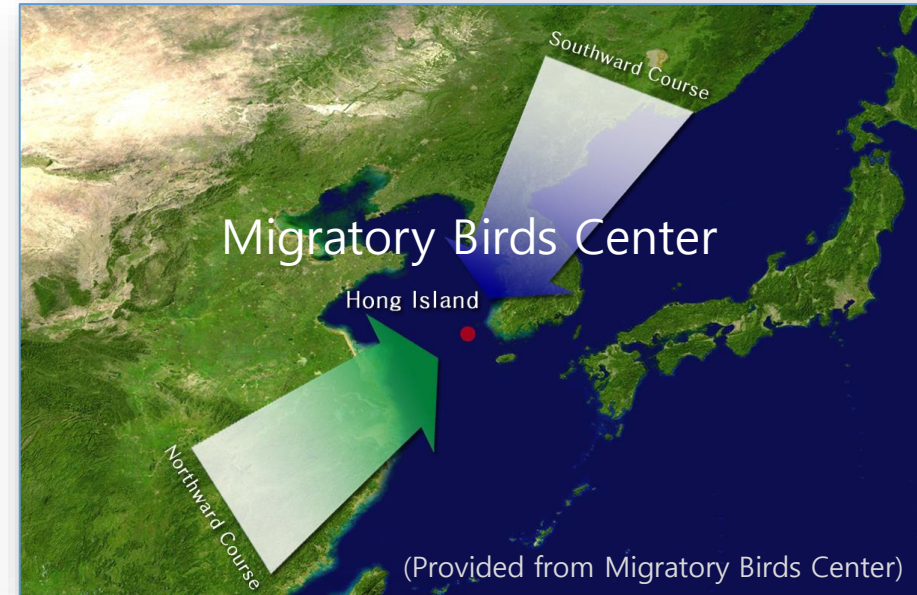 Southward Course
Migratory Birds Center
Hong Island
Northward Course
(Provided from Migratory Birds Center)